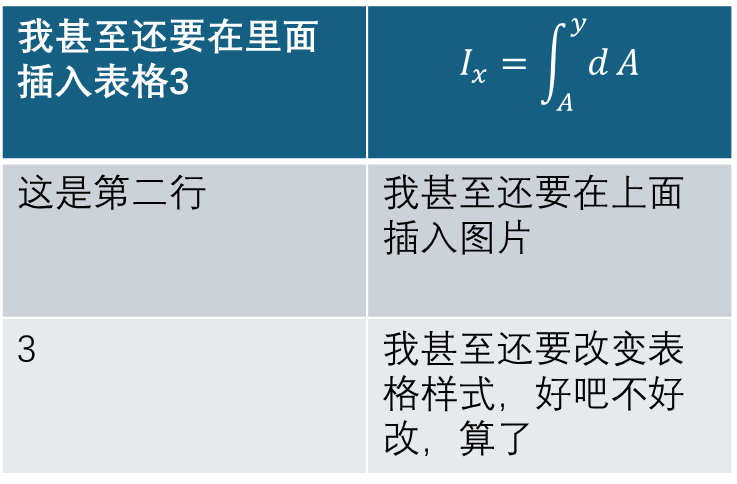 我甚至还要在里面
插入表格3
I_x = ∫_A^y d A
这是第二行
我甚至还要在上面
插入图片
3
我甚至还要改变表
格样式，好吧不好
改，算了